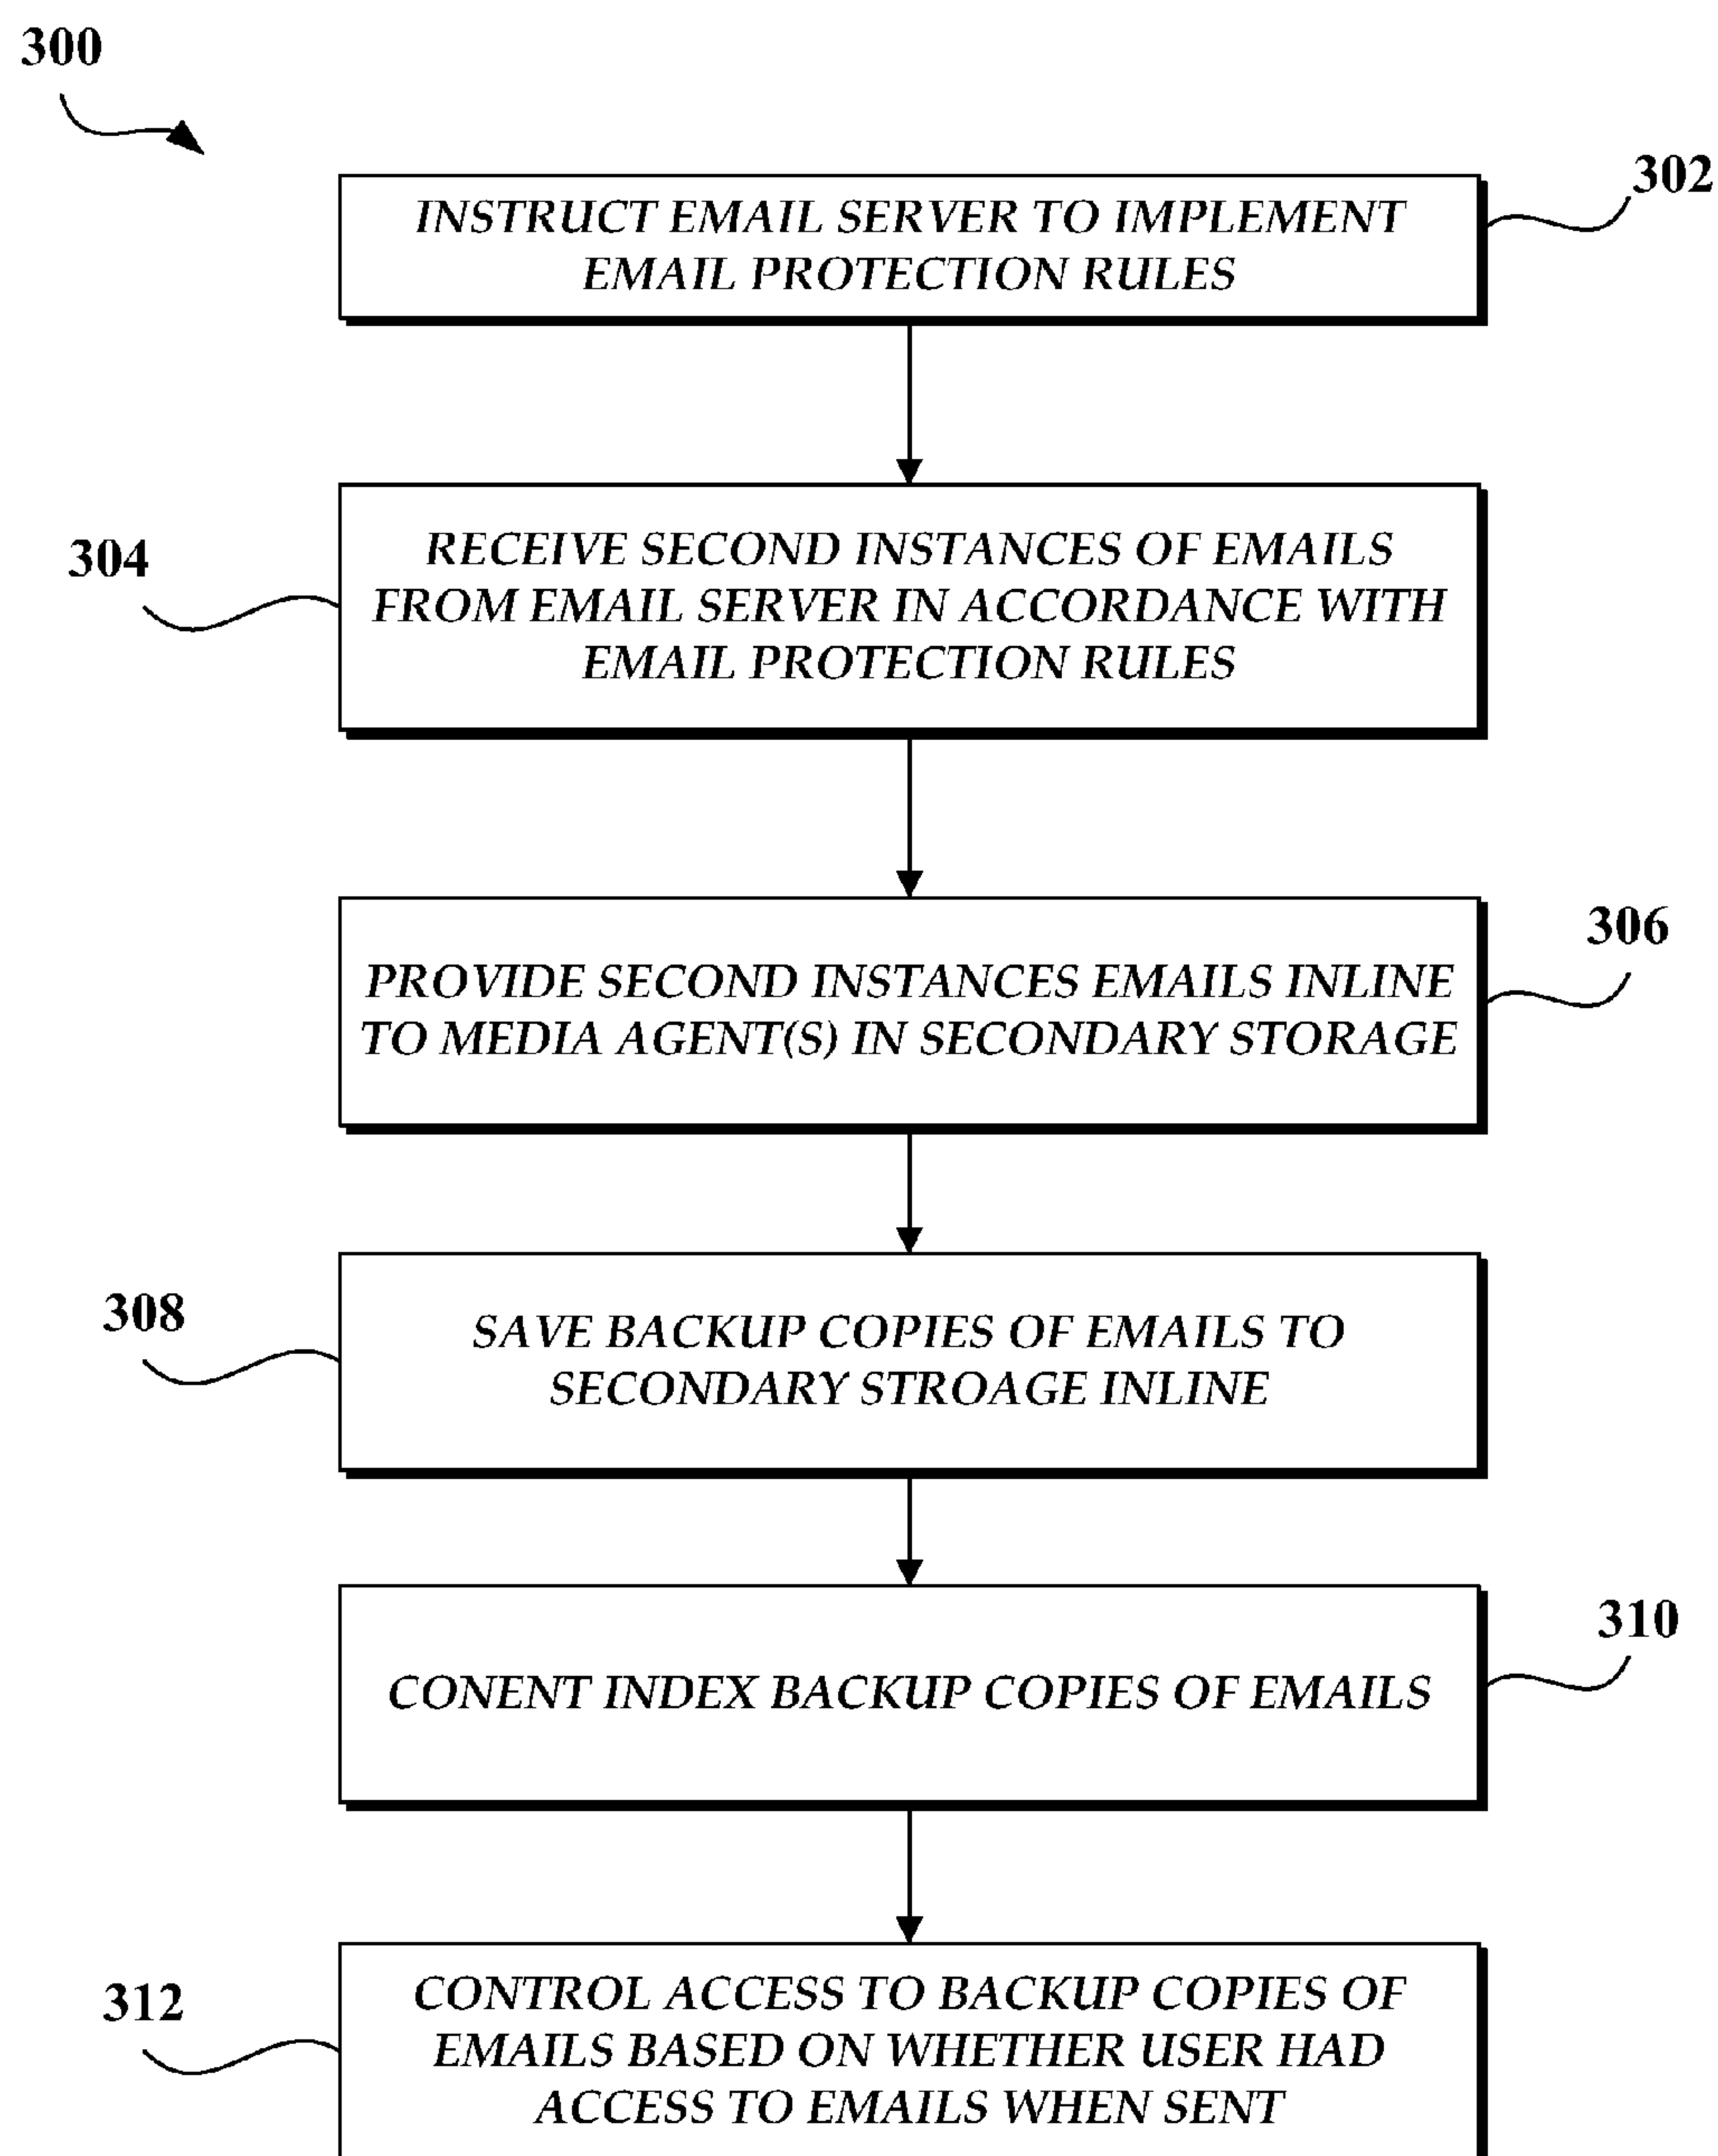 300
302
INSTRUCT EMAIL SERVER TO IMPLEMENT
EMAIL PROTECTION RULES
304
RECEIVE SECOND INSTANCES OF EMAILS
FROM EMAIL SERVER IN ACCORDANCE WITH
EMAIL PROTECTION RULES
306
PROVIDE SECOND INSTANCES EMAILS INLINE
TO MEDIA AGENT(S) IN SECONDARY STORAGE
308
SAVE BACKUP COPIES OF EMAILS TO
SECONDARY STROAGE INLINE
310
CONENT INDEX BACKUP COPIES OF EMAILS
312
CONTROL ACCESS TO BACKUP COPIES OF
EMAILS BASED ON WHETHER USER HAD
ACCESS TO EMAILS WHEN SENT